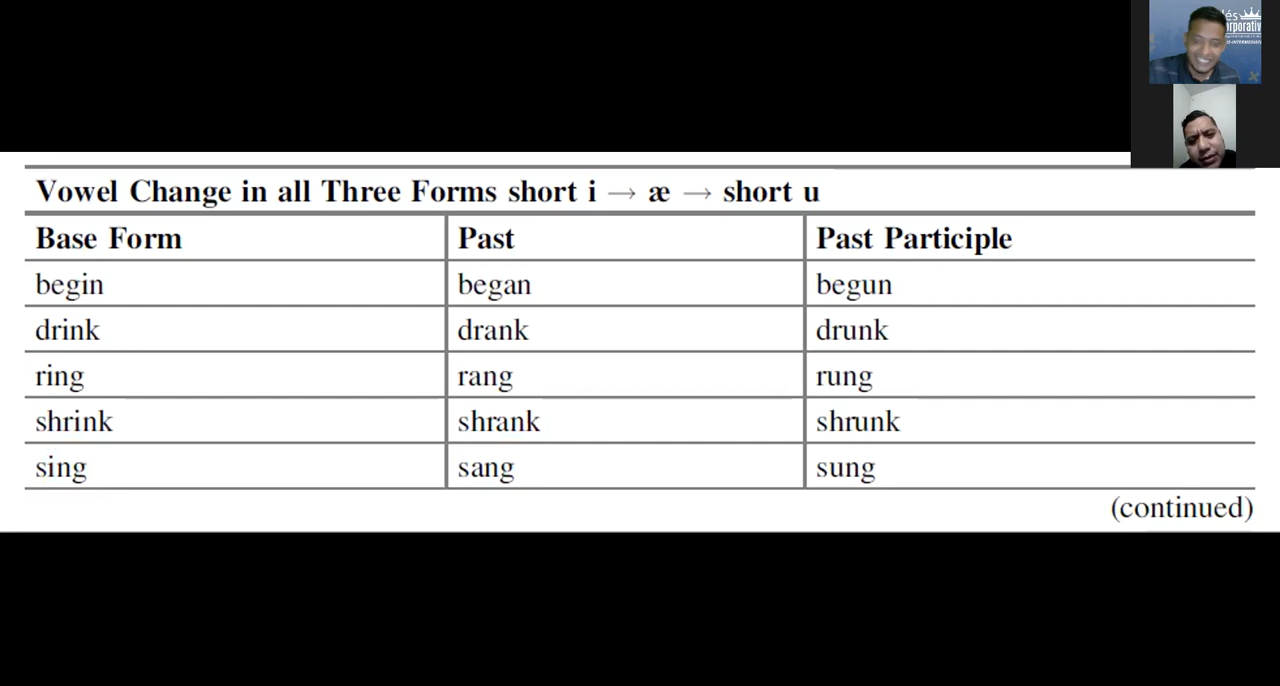 Vowel Change in all Three Forms short i → æ → short u
Base Form Past Past Participle
begin began begun
drink drank drunk
ring rang rung
shrink shrank shrunk
sing sang sung
(continued)